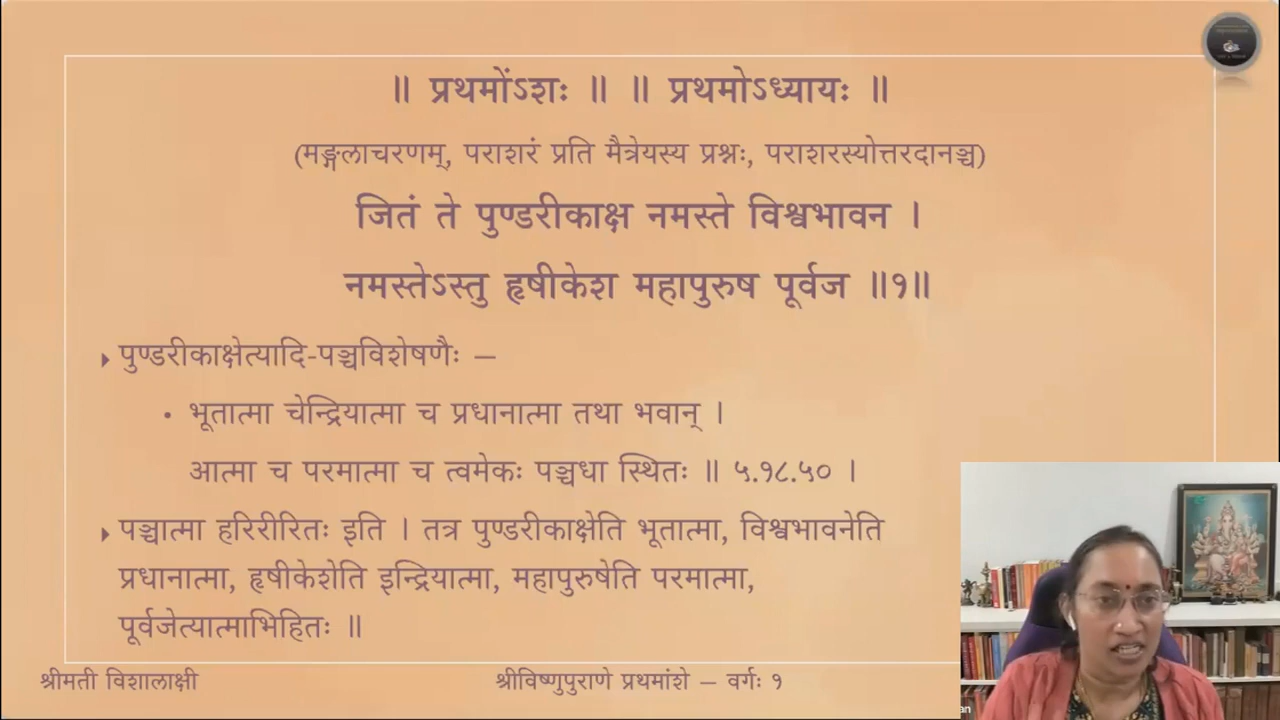 ॥ प्रथमोंऽशः ॥ ॥ प्रथमोऽध्यायः ॥
(मङ्गलाचरणम्, पराशरं प्रति मैत्रेयस्य प्रश्नः, पराशरस्योत्तरदानञ्च)
जितं ते पुण्डरीकाक्ष नमस्ते विश्वभावन ।
नमस्तेऽस्तु हृषीकेश महापुरुष पूर्वज ॥१॥
पुण्डरीकाक्षेत्यादि-पञ्चविशेषणैः –
• भूतात्मा चेन्द्रियात्मा च प्रधानात्मा तथा भवान् ।
आत्मा च परमात्मा च त्वमेकः पञ्चधा स्थितः ॥ ५.१८.५० ।
पञ्चात्मा हरिरीरितः इति । तत्र पुण्डरीकाक्षेति भूतात्मा, विश्वभावनेति
प्रधानात्मा, हृषीकेशेति इन्द्रियात्मा, महापुरुषेति परमात्मा,
पूर्वजेत्यात्माभिहितः ॥
श्रीमती विशालाक्षी
श्रीविष्णुपुराणे प्रथमांशे – वर्गः १
an